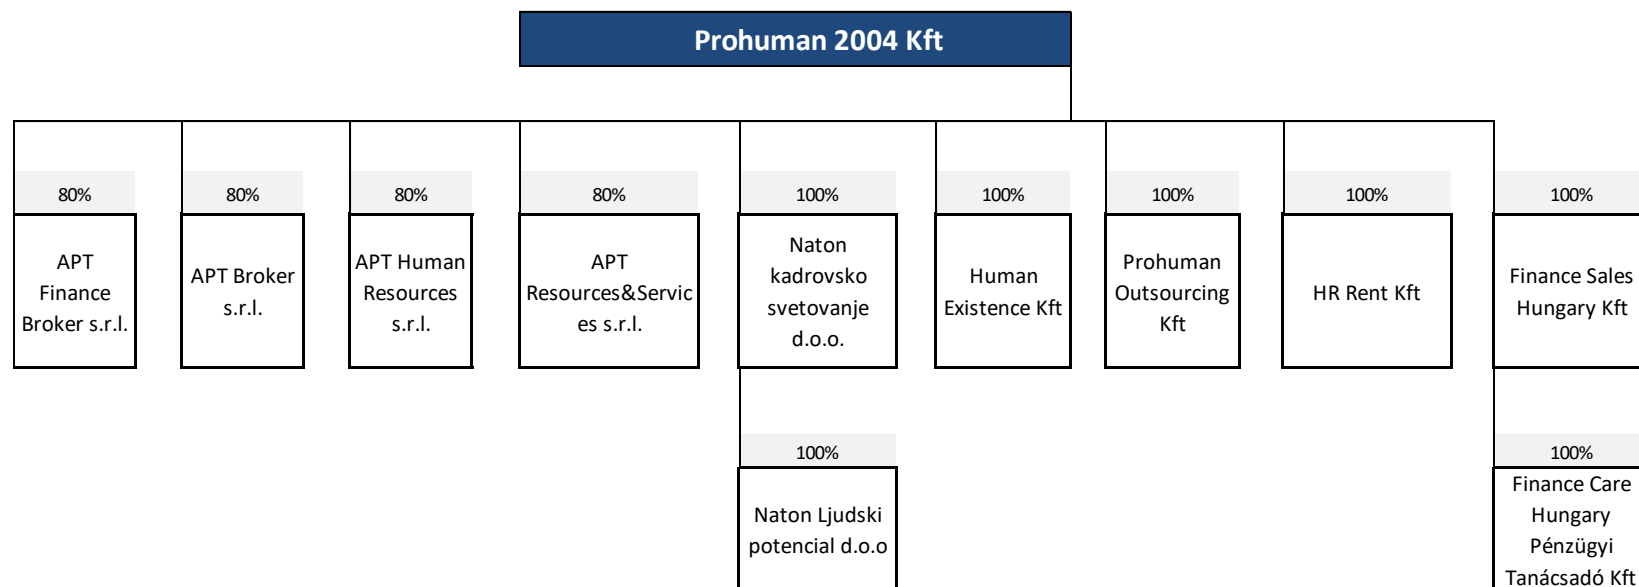 Prohuman 2004 Kft
80%
80%
80%
80%
100%
100%
100%
100%
100%
APT
Finance
Broker s.r.l.
APT Broker
s.r.l.
APT Human
Resources
s.r.l.
APT
Resources&Servic
es s.r.l.
Naton
kadrovsko
svetovanje
d.o.o.
Human
Existence Kft
Prohuman
Outsourcing
Kft
HR Rent Kft
Finance Sales
Hungary Kft
100%
100%
Naton Ljudski
potencial d.o.o
Finance Care
Hungary
Pénzügyi
Tanácsadó Kft